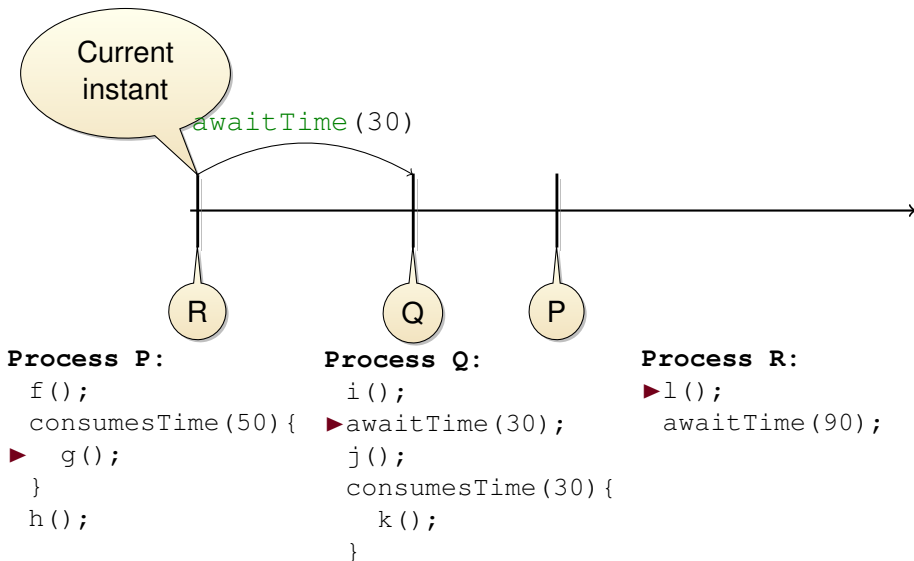 Current
instant
awaitTime(30)
R
Q
P
Process P:
f();
consumesTime(50){
▶ g();
}
h();
Process Q:
i();
▶awaitTime(30);
j();
consumesTime(30){
k();
}
Process R:
▶l();
awaitTime(90);